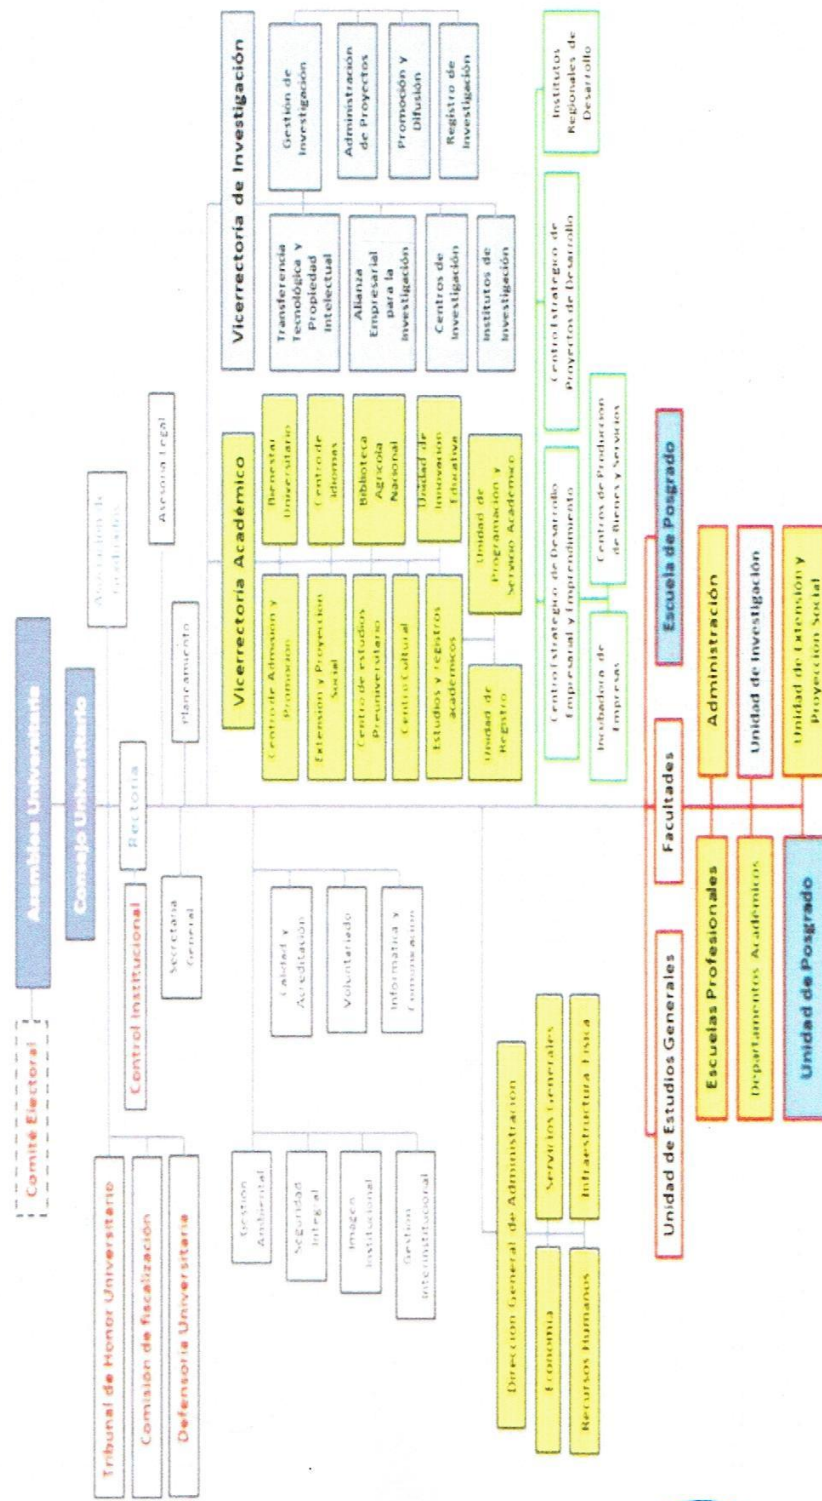 Asamblea Universitaria
Comité Electoral
Consejo Universitario
Tribunal de Honor Universitario
Comisión de fiscalización
Defensoría Universitaria
Asociación de
Graduados
Rectoría
Control Institucional
Asesoría Legal
Secretaría
General
Planeamiento
Gestión
Ambiental
Seguridad
Integral
Imagen
Institucional
Gestión
Interinstitucional
Calidad y
Acreditación
Voluntariado
Informática y
Comunicación
Vicerrectoría Académico
Centro de Admisión y
Promoción
Extensión y Proyección
Social
Centro de estudios
Preuniversitario
Centro Cultural
Estudios y registros
académicos
Unidad de
Registro
Bienestar
Universitario
Centro de
Idiomas
Biblioteca
Agrícola
Nacional
Unidad de
Innovación
Educativa
Unidad de
Programación y
Servicio Académico
Vicerrectoría de Investigación
Transferencia
Tecnológica y
Propiedad
Intelectual
Alianza
Empresarial
para la
Investigación
Centros de
Investigación
Institutos de
Investigación
Gestión de
Investigación
Administración
de Proyectos
Promoción y
Difusión
Registro de
Investigación
Dirección General de Administración
Economía
Servicios Generales
Recursos Humanos
Infraestructura Física
Centro Estratégico de Desarrollo
Empresarial y Emprendimiento
Centro Estratégico de
Proyectos de Desarrollo
Institutos
Regionales de
Desarrollo
Incubadora de
Empresas
Centros de Producción
de Bienes y Servicios
Unidad de Estudios Generales
Facultades
Escuela de Posgrado
Escuelas Profesionales
Administración
Departamentos Académicos
Unidad de Investigación
Unidad de Posgrado
Unidad de Extensión y
Proyección Social